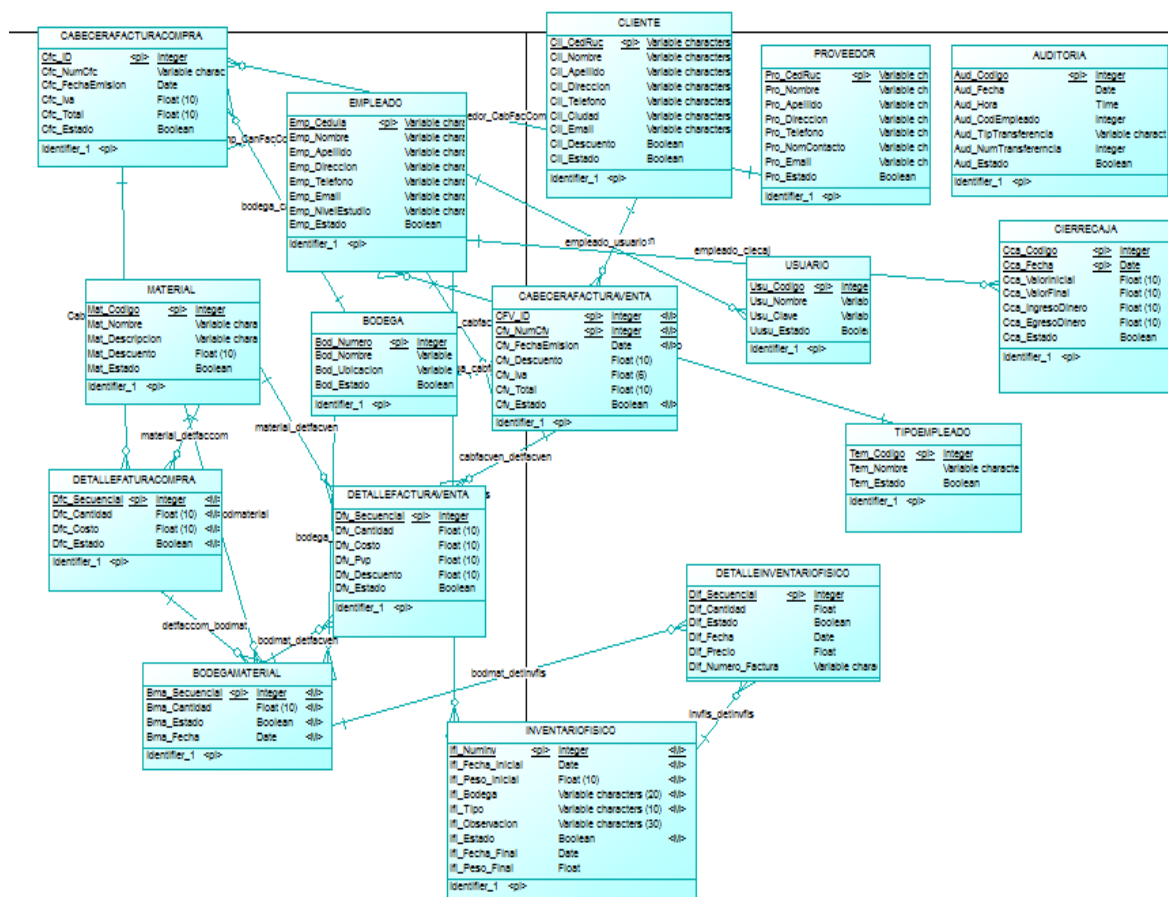 CABECERAFACTURACOMPRA
Cfc_ID <pi> Integer
Cfc_NumCfc Variable charac
Cfc_FechaEmision Date
Cfc_Iva Float (10)
Cfc_Total Float (10)
Cfc_Estado Boolean
Identifier_1 <pi>
CLIENTE
Cli_CedRuc <pi> Variable characters
Cli_Nombre Variable characters
Cli_Apellido Variable characters
Cli_Direccion Variable characters
Cli_Telefono Variable characters
Cli_Ciudad Variable characters
Cli_Email Variable characters
Cli_Descuento Boolean
Cli_Estado Boolean
Identifier_1 <pi>
PROVEEDOR
Pro_CedRuc <pi> Variable ch
Pro_Nombre Variable ch
Pro_Apellido Variable ch
Pro_Direccion Variable ch
Pro_Telefono Variable ch
Pro_NomContacto Variable ch
Pro_Email Variable ch
Pro_Estado Boolean
Identifier_1 <pi>
AUDITORIA
Aud_Codigo <pi> Integer
Aud_Fecha Date
Aud_Hora Time
Aud_CodEmpleado Integer
Aud_TipTransferencia Variable charact
Aud_NumTransferencia Integer
Aud_Estado Boolean
Identifier_1 <pi>
EMPLEADO
Emp_Cedula <pi> Variable chara
Emp_Nombre Variable chara
Emp_Apellido Variable chara
Emp_Direccion Variable chara
Emp_Telefono Variable chara
Emp_Email Variable chara
Emp_NivelEstudio Variable chara
Emp_Estado Boolean
Identifier_1 <pi>
edor_CabFacCom
bodega_c
empleado_usuario
empleado_ciecaj
CIERRECAJA
Cca_Codigo <pi> Integer
Cca_Fecha <pi> Date
Cca_ValorInicial Float (10)
Cca_ValorFinal Float (10)
Cca_IngresoDinero Float (10)
Cca_EgresoDinero Float (10)
Cca_Estado Boolean
Identifier_1 <pi>
USUARIO
Usu_Codigo <pi> Intege
Usu_Nombre Variab
Usu_Clave Variab
Uusu_Estado Boole
Identifier_1 <pi>
MATERIAL
Mat_Codigo <pi> Integer
Mat_Nombre Variable chara
Mat_Descripcion Variable chara
Mat_Descuento Float (10)
Mat_Estado Boolean
Identifier_1 <pi>
Cab
BODEGA
Bod_Numero <pi> Integer
Bod_Nombre Variable
Bod_Ubicacion Variable
Bod_Estado Boolean
Identifier_1 <pi>
cabfac
ga_cabf
CABECERAFACTURAVENTA
CFV_ID <pi> Integer <M>
Cfv_NumCfv <pi> Integer <M>
Cfv_FechaEmision Date <M>
Cfv_Descuento Float (10)
Cfv_Iva Float (6)
Cfv_Total Float (10)
Cfv_Estado Boolean <M>
Identifier_1 <pi>
TIPOEMPLEADO
Tem_Codigo <pi> Integer
Tem_Nombre Variable characte
Tem_Estado Boolean
Identifier_1 <pi>
material_detfaccom
material_detfacven
cabfacven_detfacven
DETALLEFATURACOMPRA
Dfc_Secuencial <pi> Integer <M>
Dfc_Cantidad Float (10) <M>
Dfc_Costo Float (10) <M>
Dfc_Estado Boolean <M>
Identifier_1 <pi>
odmaterial
bodega_
DETALLEFACTURAVENTA
Dfv_Secuencial <pi> Integer
Dfv_Cantidad Float (10)
Dfv_Costo Float (10)
Dfv_Pvp Float (10)
Dfv_Descuento Float (10)
Dfv_Estado Boolean
Identifier_1 <pi>
DETALLEINVENTARIOFISICO
Dif_Secuencial <pi> Integer
Dif_Cantidad Float
Dif_Estado Boolean
Dif_Fecha Date
Dif_Precio Float
Dif_Numero_Factura Variable chara
detfaccom_bodmat
bodmat_detfacven
bodmat_detinvfis
invfis_detinvfis
BODEGAMATERIAL
Bma_Secuencial <pi> Integer <M>
Bma_Cantidad Float (10) <M>
Bma_Estado Boolean <M>
Bma_Fecha Date <M>
Identifier_1 <pi>
INVENTARIOFISICO
Ifi_NumInv <pi> Integer <M>
Ifi_Fecha_Inicial Date <M>
Ifi_Peso_Inicial Float (10) <M>
Ifi_Bodega Variable characters (20) <M>
Ifi_Tipo Variable characters (10) <M>
Ifi_Observacion Variable characters (30)
Ifi_Estado Boolean <M>
Ifi_Fecha_Final Date
Ifi_Peso_Final Float
Identifier_1 <pi>